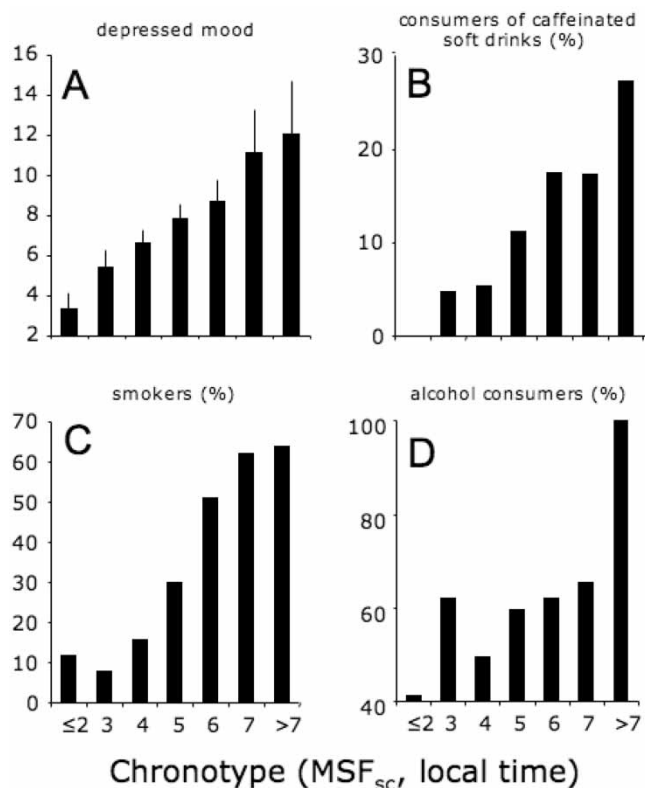 depressed mood
consumers of caffeinated
soft drinks (%)
A
16
14
12
10
8
6
4
2
B
30
20
10
0
smokers (%)
alcohol consumers (%)
C
70
60
50
40
30
20
10
0
≤2 3 4 5 6 7 >7
D
100
80
60
40
≤2 3 4 5 6 7 >7
Chronotype (MSFsc, local time)